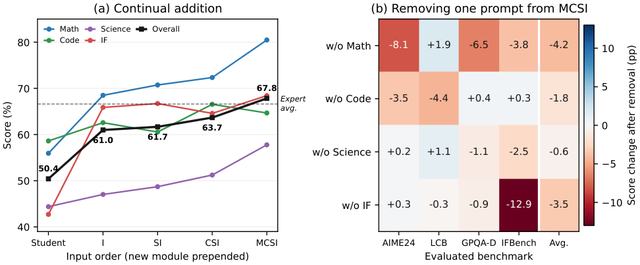 (a) Continual addition
Math
Science
Overall
Code
IF
Score (%)
80
70
60
50
40
50.4
61.0
61.7
63.7
67.8
Expert
avg.
Student
I
SI
CSI
MCSI
Input order (new module prepended)
(b) Removing one prompt from MCSI
w/o Math
-8.1
+1.9
-6.5
-3.8
-4.2
w/o Code
-3.5
-4.4
+0.4
+0.3
-1.8
w/o Science
+0.2
+1.1
-1.1
-2.5
-0.6
w/o IF
+0.3
-0.3
-0.9
-12.9
-3.5
AIME24
LCB
GPQA-D
IFBench
Avg.
Evaluated benchmark
10
5
0
−5
−10
Score change after removal (pp)